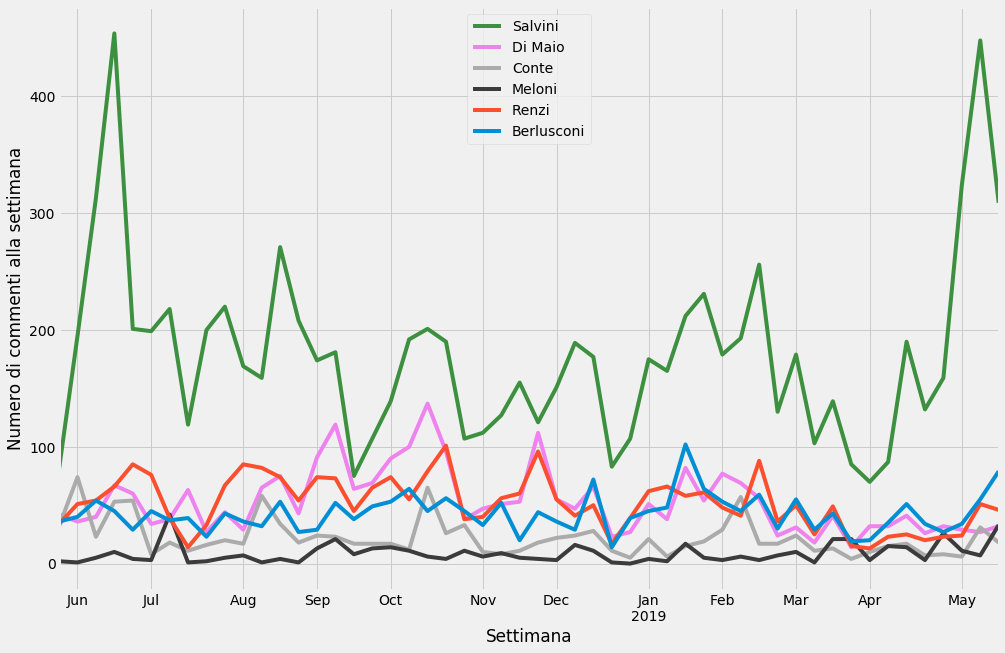 Salvini
Di Maio
Conte
Meloni
Renzi
Berlusconi
Numero di commenti alla settimana
400
300
200
100
0
Jun Jul Aug Sep Oct Nov Dec Jan Feb Mar Apr May
2019
Settimana